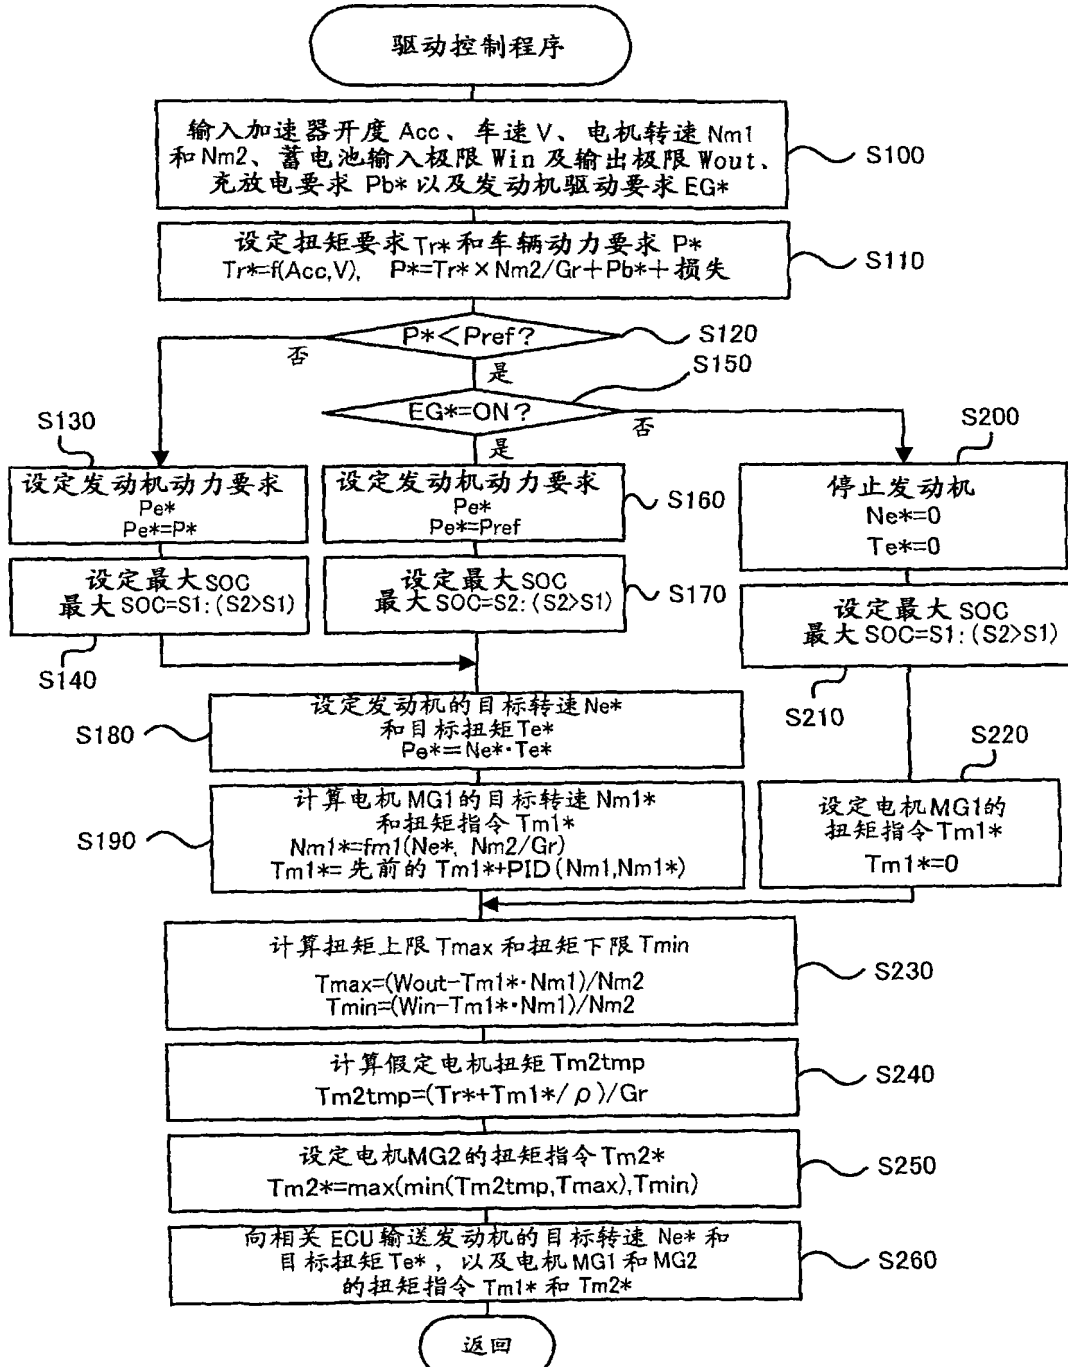 驱动控制程序
输入加速器开度 Acc、车速 V、电机转速 Nm1
和 Nm2、蓄电池输入极限 Win 及输出极限 Wout、
充放电要求 Pb* 以及发动机驱动要求 EG*
S100
设定扭矩要求 Tr* 和车辆动力要求 P*
Tr*=f(Acc,V), P*=Tr*×Nm2/Gr+Pb*+损失
S110
P*<Pref?
S120
否
是
S150
EG*=ON?
否
是
S130
设定发动机动力要求
Pe*
Pe*=P*
设定发动机动力要求
Pe*
Pe*=Pref
S160
S200
停止发动机
Ne*=0
Te*=0
设定最大 SOC
最大 SOC=S1:(S2>S1)
S140
设定最大 SOC
最大 SOC=S2:(S2>S1)
S170
设定最大 SOC
最大 SOC=S1:(S2>S1)
S210
设定发动机的目标转速 Ne*
和目标扭矩 Te*
Pe*=Ne*·Te*
S180
计算电机 MG1 的目标转速 Nm1*
和扭矩指令 Tm1*
Nm1*=fm1(Ne*, Nm2/Gr)
Tm1*=先前的 Tm1*+PID(Nm1,Nm1*)
S190
S220
设定电机MG1的
扭矩指令 Tm1*
Tm1*=0
计算扭矩上限 Tmax 和扭矩下限 Tmin
Tmax=(Wout-Tm1*·Nm1)/Nm2
Tmin=(Win-Tm1*·Nm1)/Nm2
S230
计算假定电机扭矩 Tm2tmp
Tm2tmp=(Tr*+Tm1*/ρ)/Gr
S240
设定电机MG2的扭矩指令 Tm2*
Tm2*=max(min(Tm2tmp,Tmax),Tmin)
S250
向相关 ECU 输送发动机的目标转速 Ne* 和
目标扭矩 Te*, 以及电机 MG1 和 MG2
的扭矩指令 Tm1* 和 Tm2*
S260
返回